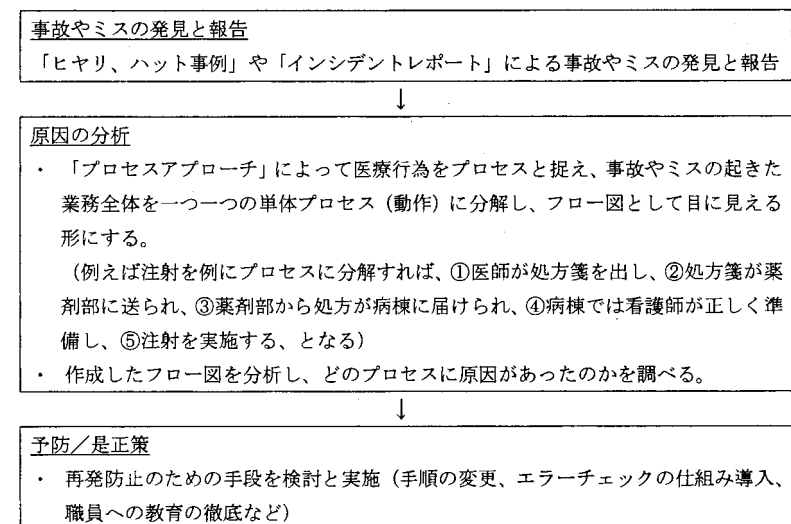 事故やミスの発見と報告
「ヒヤリ、ハット事例」や「インシデントレポート」による事故やミスの発見と報告
↓
原因の分析
・ 「プロセスアプローチ」によって医療行為をプロセスと捉え、事故やミスの起きた
業務全体を一つ一つの単体プロセス（動作）に分解し、フロー図として目に見える
形にする。
（例えば注射を例にプロセスに分解すれば、①医師が処方箋を出し、②処方箋が薬
剤部に送られ、③薬剤部から処方が病棟に届けられ、④病棟では看護師が正しく準
備し、⑤注射を実施する、となる）
・ 作成したフロー図を分析し、どのプロセスに原因があったのかを調べる。
↓
予防／是正策
・ 再発防止のための手段を検討と実施（手順の変更、エラーチェックの仕組み導入、
職員への教育の徹底など）